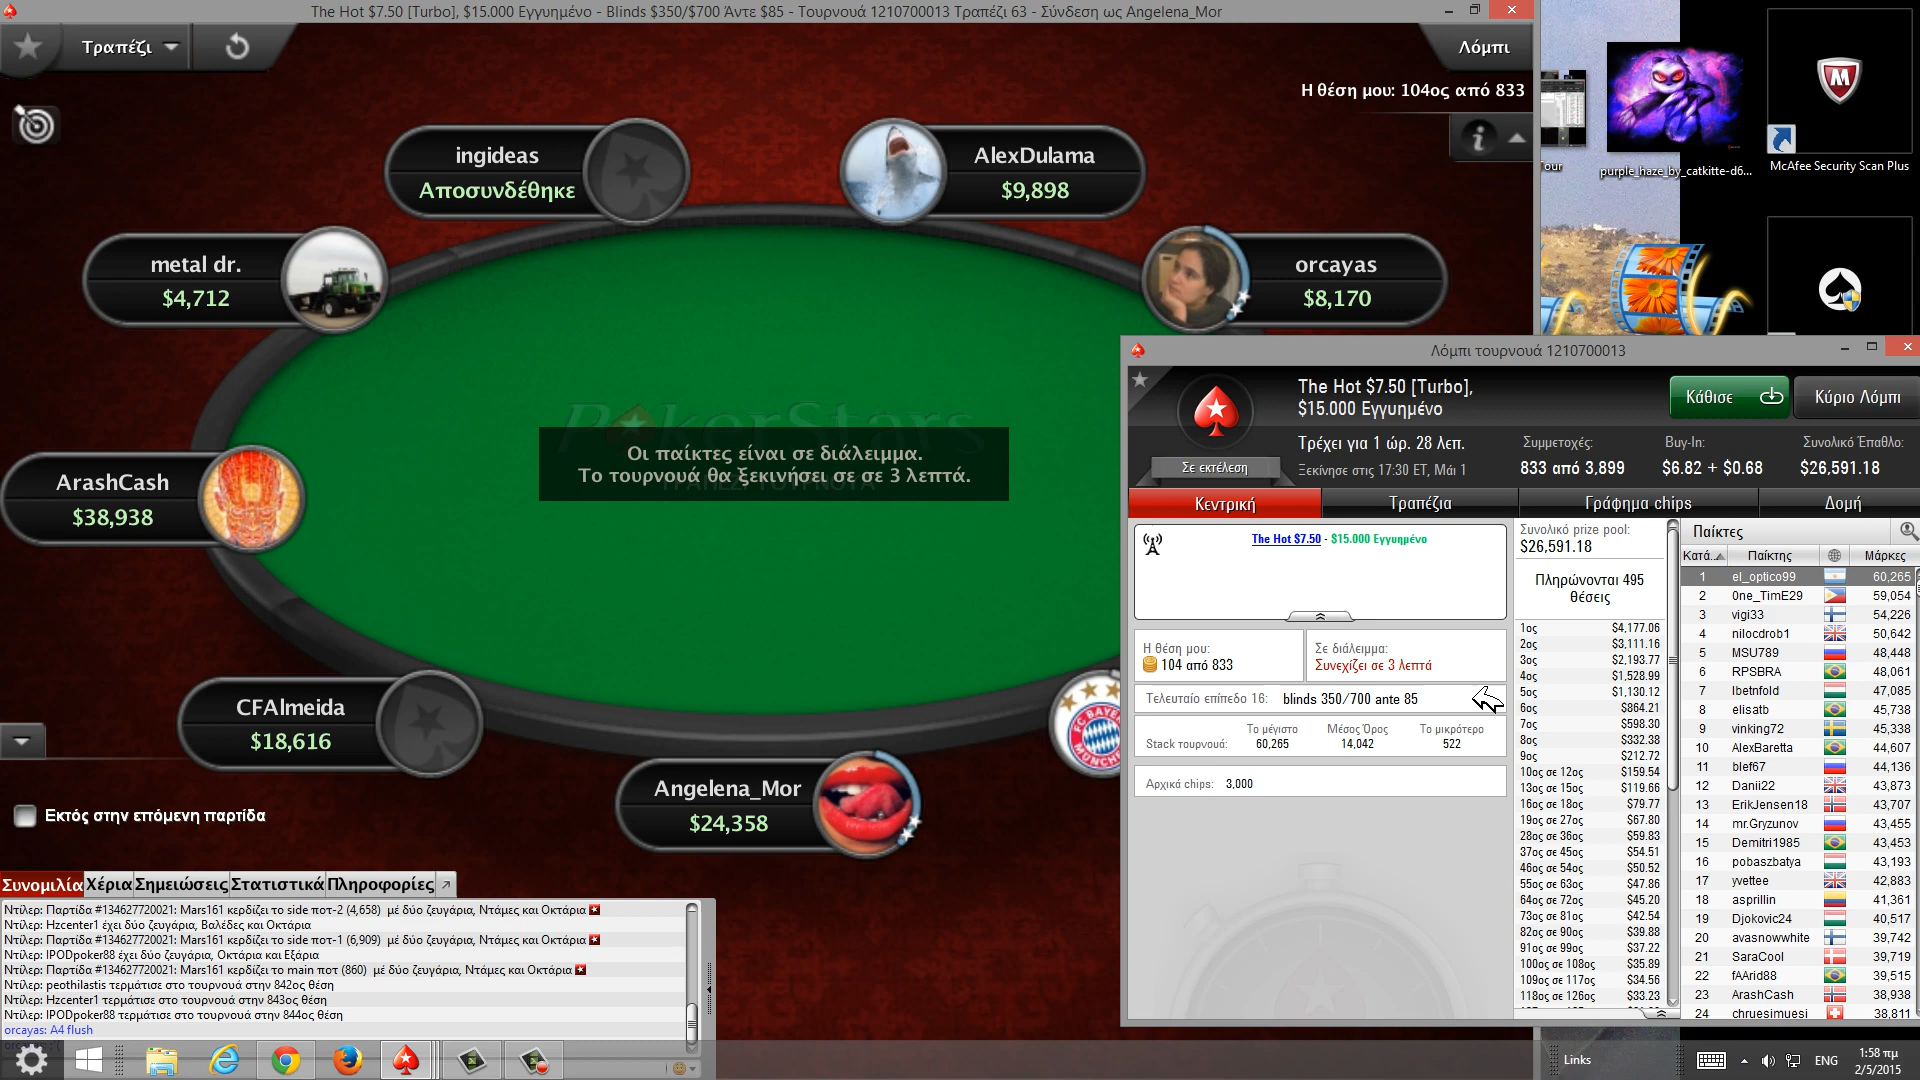 The Hot $7.50 [Turbo], $15.000 Εγγυημένο - Blinds $350/$700 Άντε $85 - Τουρνουά 1210700013 Τραπέζι 63 - Σύνδεση ως Angelena_Mor
Τραπέζι
Λόμπι
Η θέση μου: 104ος από 833
ingideas
Αποσυνδέθηκε
AlexDulama
$9,898
metal dr.
$4,712
orcayas
$8,170
PokerStars
Οι παίκτες είναι σε διάλειμμα.
Το τουρνουά θα ξεκινήσει σε σε 3 λεπτά.
ArashCash
$38,938
CFAlmeida
$18,616
Angelena_Mor
$24,358
FC BAYERN
MÜNCHEN
Εκτός στην επόμενη παρτίδα
Συνομιλία Χέρια Σημειώσεις Στατιστικά Πληροφορίες
Ντίλερ: Παρτίδα #134627720021: Mars161 κερδίζει το side ποτ-2 (4,658) μέ δύο ζευγάρια, Ντάμες και Οκτάρια
Ντίλερ: Hzcenter1 έχει δύο ζευγάρια, Βαλέδες και Οκτάρια
Ντίλερ: Παρτίδα #134627720021: Mars161 κερδίζει το side ποτ-1 (6,909) μέ δύο ζευγάρια, Ντάμες και Οκτάρια
Ντίλερ: IPODpoker88 έχει δύο ζευγάρια, Οκτάρια και Εξάρια
Ντίλερ: Παρτίδα #134627720021: Mars161 κερδίζει το main ποτ (860) μέ δύο ζευγάρια, Ντάμες και Οκτάρια
Ντίλερ: peothilastis τερμάτισε στο τουρνουά στην 842ος θέση
Ντίλερ: Hzcenter1 τερμάτισε στο τουρνουά στην 843ος θέση
Ντίλερ: IPODpoker88 τερμάτισε στο τουρνουά στην 844ος θέση
orcayas: A4 flush
Tour
purple_haze_by_catkitte-d6...
McAfee Security Scan Plus
Λόμπι τουρνουά 1210700013
The Hot $7.50 [Turbo],
$15.000 Εγγυημένο
Κάθισε
Κύριο Λόμπι
Σε εκτέλεση
Τρέχει για 1 ώρ. 28 λεπ.
Ξεκίνησε στις 17:30 ET, Μάι 1
Συμμετοχές:
833 από 3,899
Buy-In:
$6.82 + $0.68
Συνολικό Έπαθλο:
$26,591.18
Κεντρική
Τραπέζια
Γράφημα chips
Δομή
The Hot $7.50 - $15.000 Εγγυημένο
Η θέση μου:
104 από 833
Σε διάλειμμα:
Συνεχίζει σε 3 λεπτά
Τελευταίο επίπεδο 16: blinds 350/700 ante 85
Stack τουρνουά:
Το μέγιστο
60,265
Μέσος Όρος
14,042
Το μικρότερο
522
Αρχικά chips: 3,000
Συνολικό prize pool:
$26,591.18
Πληρώνονται 495
θέσεις
1ος $4,177.06
2ος $3,111.16
3ος $2,193.77
4ος $1,528.99
5ος $1,130.12
6ος $864.21
7ος $598.30
8ος $332.38
9ος $212.72
10ος σε 12ος $159.54
13ος σε 15ος $119.66
16ος σε 18ος $79.77
19ος σε 27ος $67.80
28ος σε 36ος $59.83
37ος σε 45ος $54.51
46ος σε 54ος $50.52
55ος σε 63ος $47.86
64ος σε 72ος $45.20
73ος σε 81ος $42.54
82ος σε 90ος $39.88
91ος σε 99ος $37.22
100ος σε 108ος $35.89
109ος σε 117ος $34.56
118ος σε 126ος $33.23
Παίκτες
Κατά... Παίκτης Μάρκες
1 el_optico99 60,265
2 0ne_TimE29 59,054
3 vigi33 54,226
4 nilocdrob1 50,642
5 MSU789 48,448
6 RPSBRA 48,061
7 lbetnfold 47,085
8 elisatb 45,738
9 vinking72 45,338
10 AlexBaretta 44,607
11 blef67 44,136
12 Danii22 43,873
13 ErikJensen18 43,707
14 mr.Gryzunov 43,455
15 Demitri1985 43,453
16 pobaszbatya 43,193
17 yvettee 42,883
18 asprillin 41,361
19 Djokovic24 40,517
20 avasnowwhite 39,742
21 SaraCool 39,719
22 fAArid88 39,515
23 ArashCash 38,938
24 chruesimuesi 38,811
Links
ENG
1:58 πμ
2/5/2015